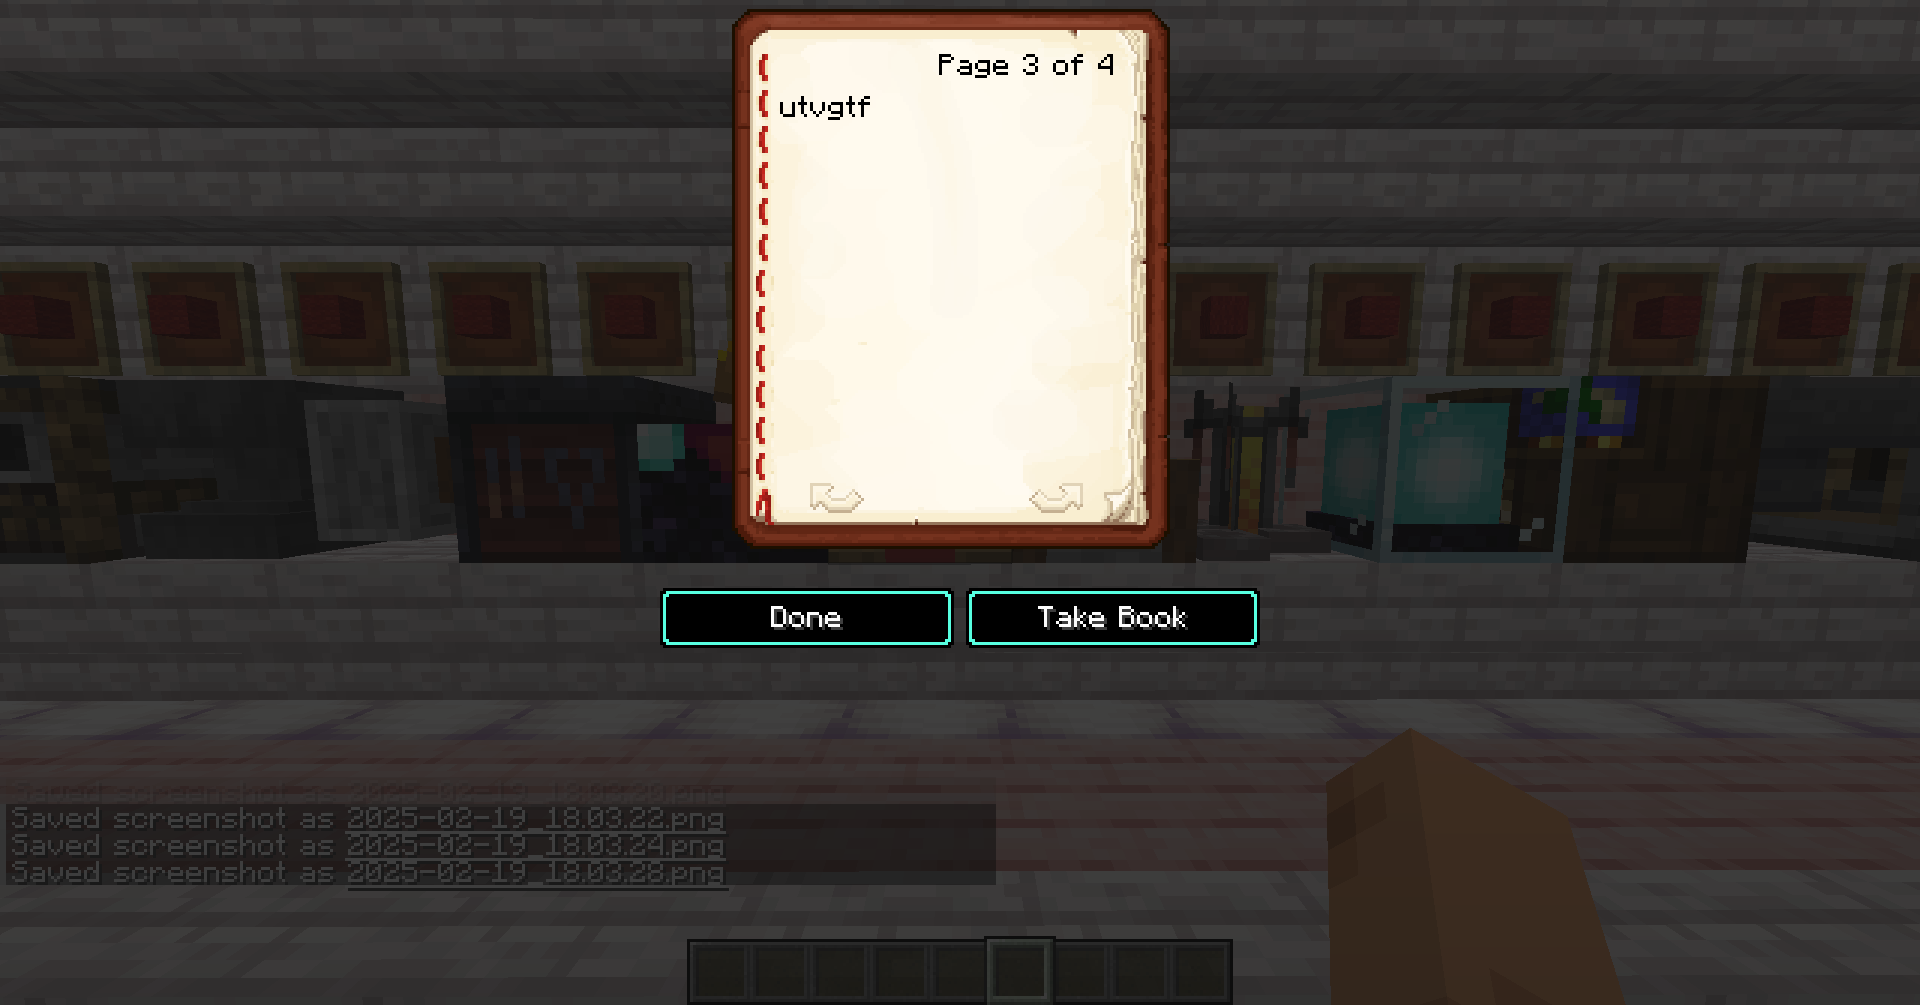 Page 3 of 4
utvgtf
Done
Take Book
Saved screenshot as 2025-02-19_18.03.22.png
Saved screenshot as 2025-02-19_18.03.24.png
Saved screenshot as 2025-02-19_18.03.28.png